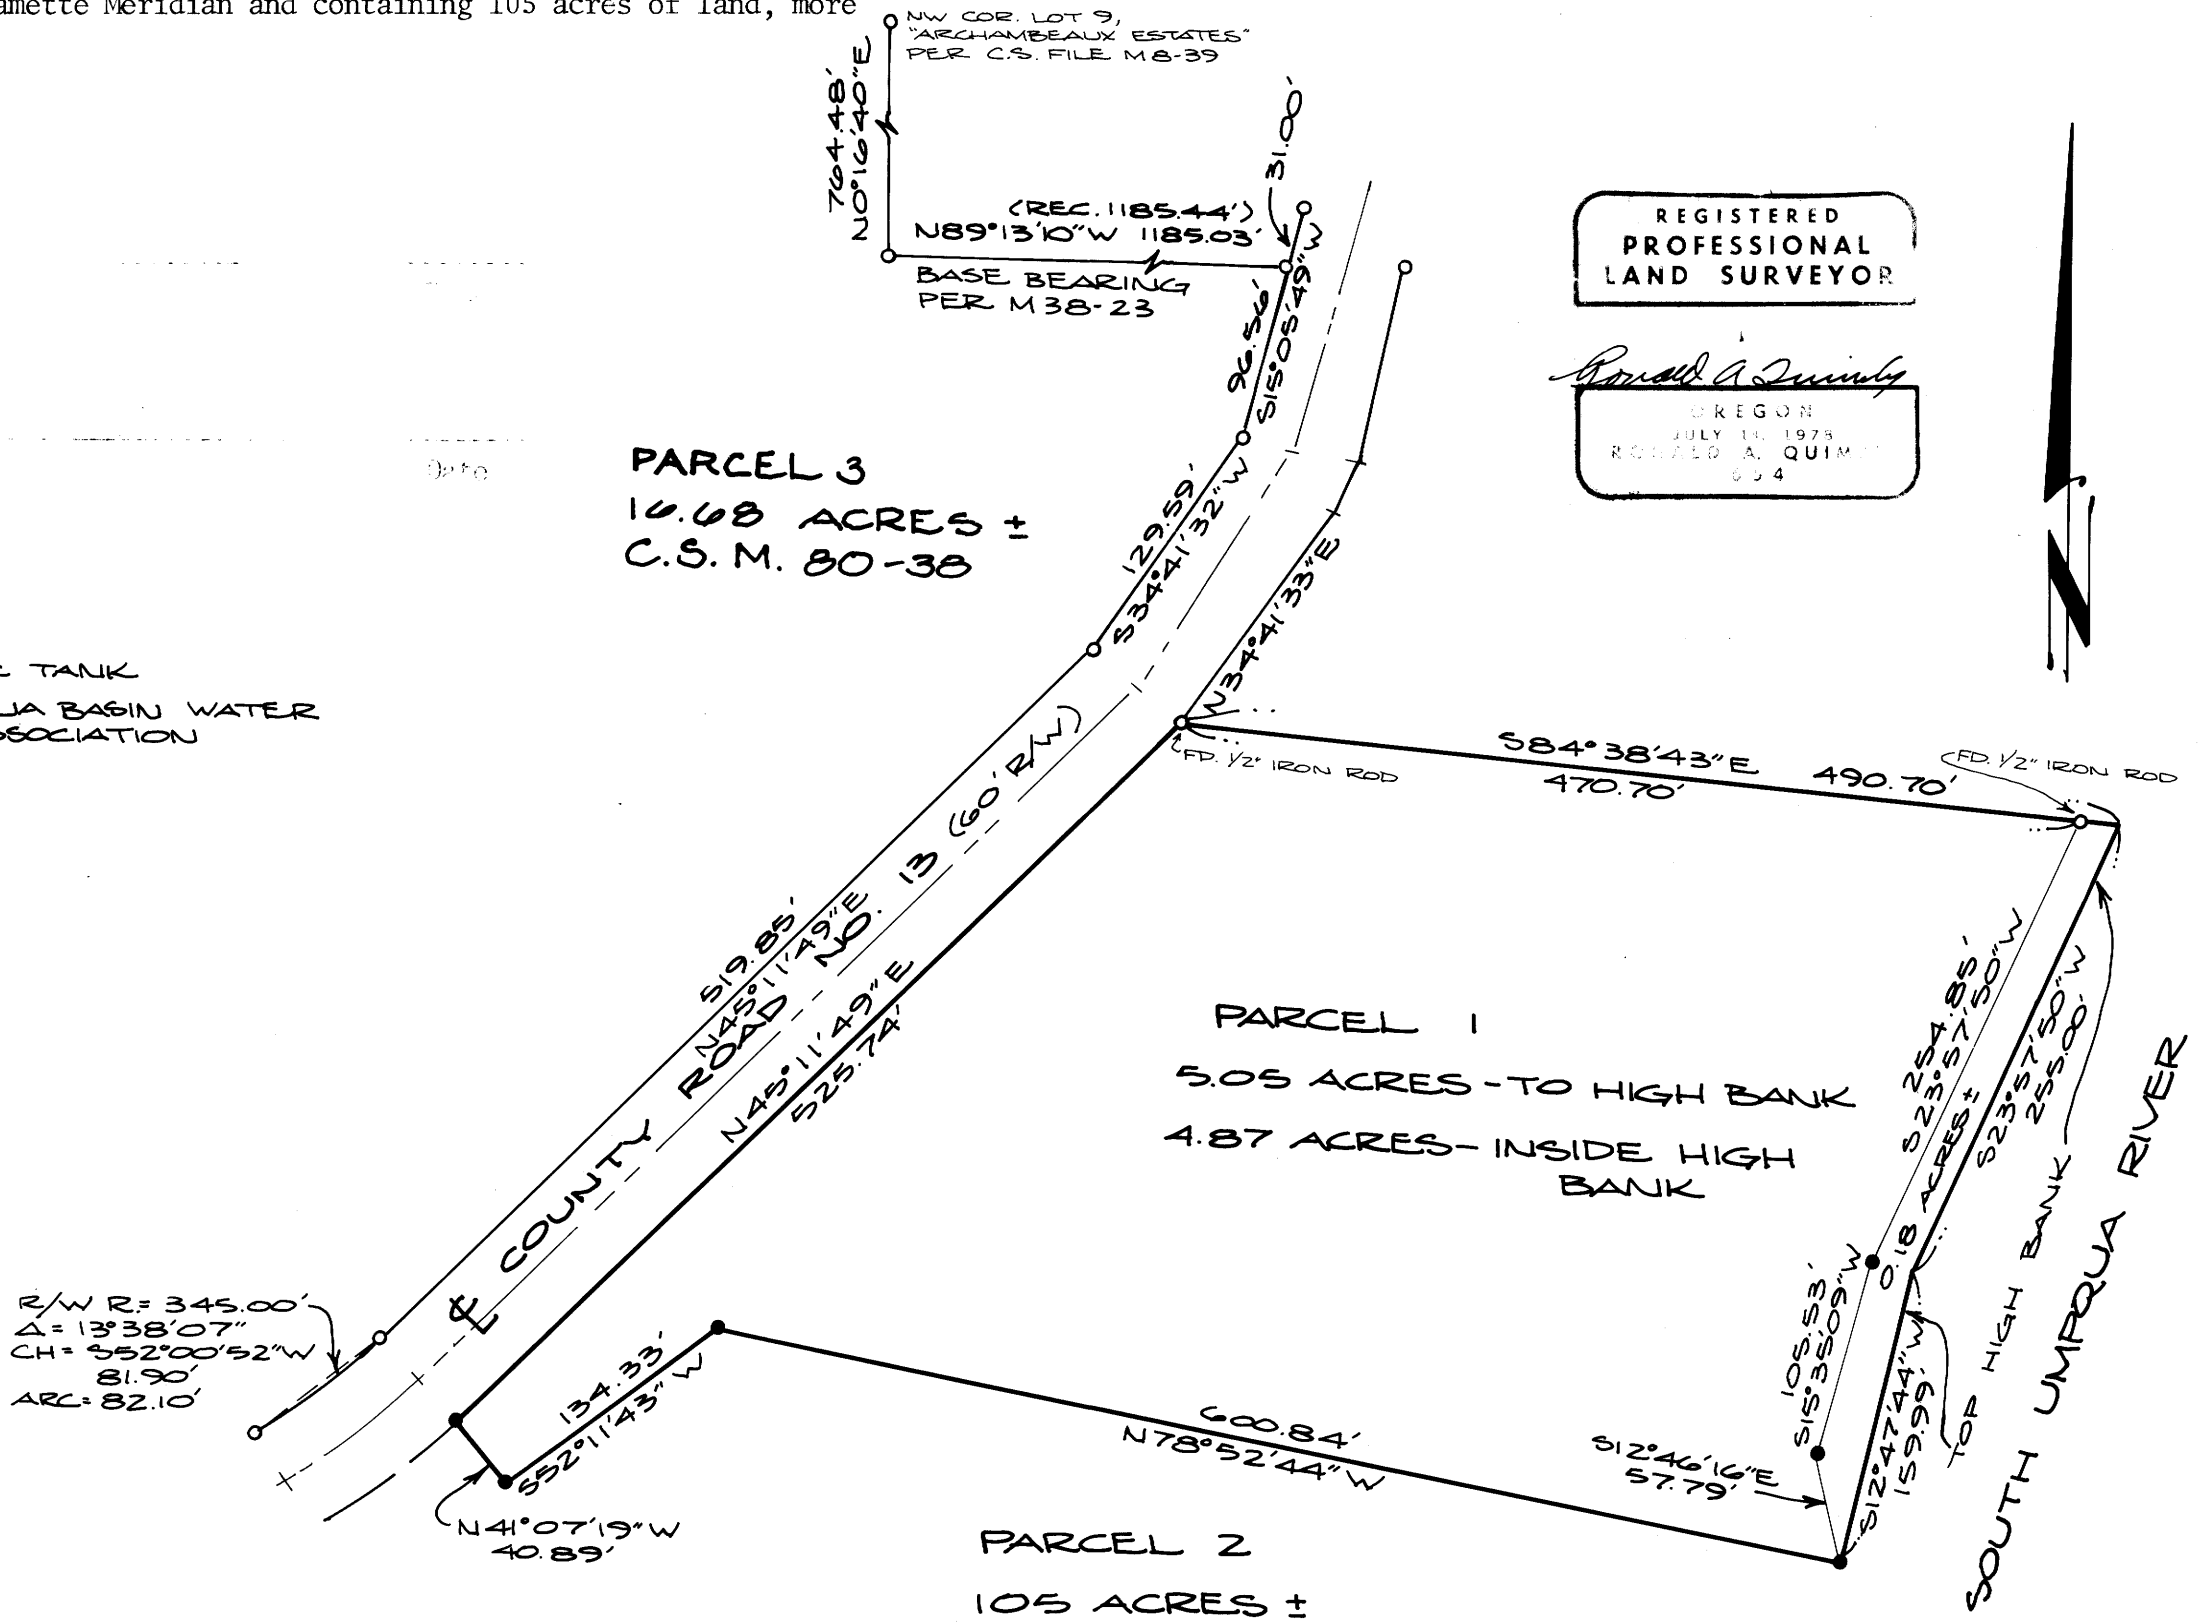 amette Meridian and containing 105 acres of land, more
NW COR. LOT 9,
"ARCHAMBEAUX ESTATES"
PER C.S. FILE M8-39
764.48'
N0°16'40"E
31.00'
(REC. 1185.44')
N89°13'10"W 1185.03'
BASE BEARING
PER M38-23
96.56'
S15°05'49"W
REGISTERED
PROFESSIONAL
LAND SURVEYOR
OREGON
JULY 14, 1978
RONALD A. QUIM
654
Date
PARCEL 3
16.68 ACRES ±
C.S.M. 80-38
129.59'
S34°41'32"W
N34°41'33"E
N
TANK
UA BASIN WATER
SSOCIATION
FD. 1/2" IRON ROD
S84°38'43"E 490.70'
470.70'
FD. 1/2" IRON ROD
519.85'
N45°11'49"E
℄ COUNTY ROAD NO. 13 (60' R/W)
N45°11'49"E
525.74'
PARCEL 1
5.05 ACRES-TO HIGH BANK
4.87 ACRES-INSIDE HIGH
BANK
254.85'
S23°57'50"W
0.18 ACRES±
S23°57'50"W
255.00'
TOP HIGH BANK
SOUTH UMPQUA RIVER
105.53'
S15°35'09"W
S12°47'44"W
159.99'
S12°46'16"E
57.79'
R/W R.= 345.00'
Δ= 13°38'07"
CH= S52°00'52"W
81.90'
ARC= 82.10'
134.33'
S52°11'43"W
600.84'
N78°52'44"W
N41°07'19"W
40.89'
PARCEL 2
105 ACRES ±